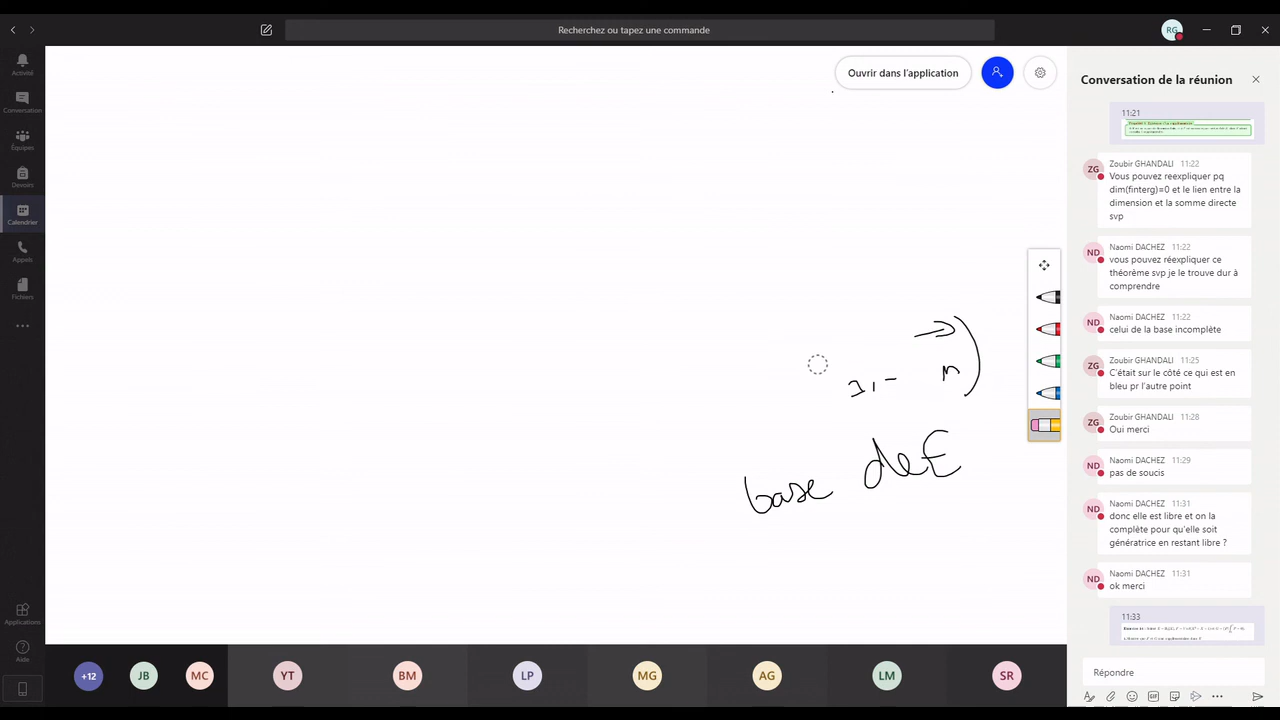 Recherchez ou tapez une commande
RG
Activité
Conversation
Équipes
Devoirs
Calendrier
Appels
Fichiers
Applications
Aide
Ouvrir dans l'application
n
base de E
+12
JB
MC
YT
BM
LP
MG
AG
LM
SR
Conversation de la réunion
11:21
ZG
Zoubir GHANDALI 11:22
Vous pouvez reexpliquer pq
dim(finterg)=0 et le lien entre la
dimension et la somme directe
svp
ND
Naomi DACHEZ 11:22
vous pouvez réexpliquer ce
théorème svp je le trouve dur à
comprendre
ND
Naomi DACHEZ 11:22
celui de la base incomplète
ZG
Zoubir GHANDALI 11:25
C'était sur le côté ce qui est en
bleu pr l'autre point
ZG
Zoubir GHANDALI 11:28
Oui merci
ND
Naomi DACHEZ 11:29
pas de soucis
ND
Naomi DACHEZ 11:31
donc elle est libre et on la
complète pour qu'elle soit
génératrice en restant libre ?
ND
Naomi DACHEZ 11:31
ok merci
11:33
Répondre
GIF